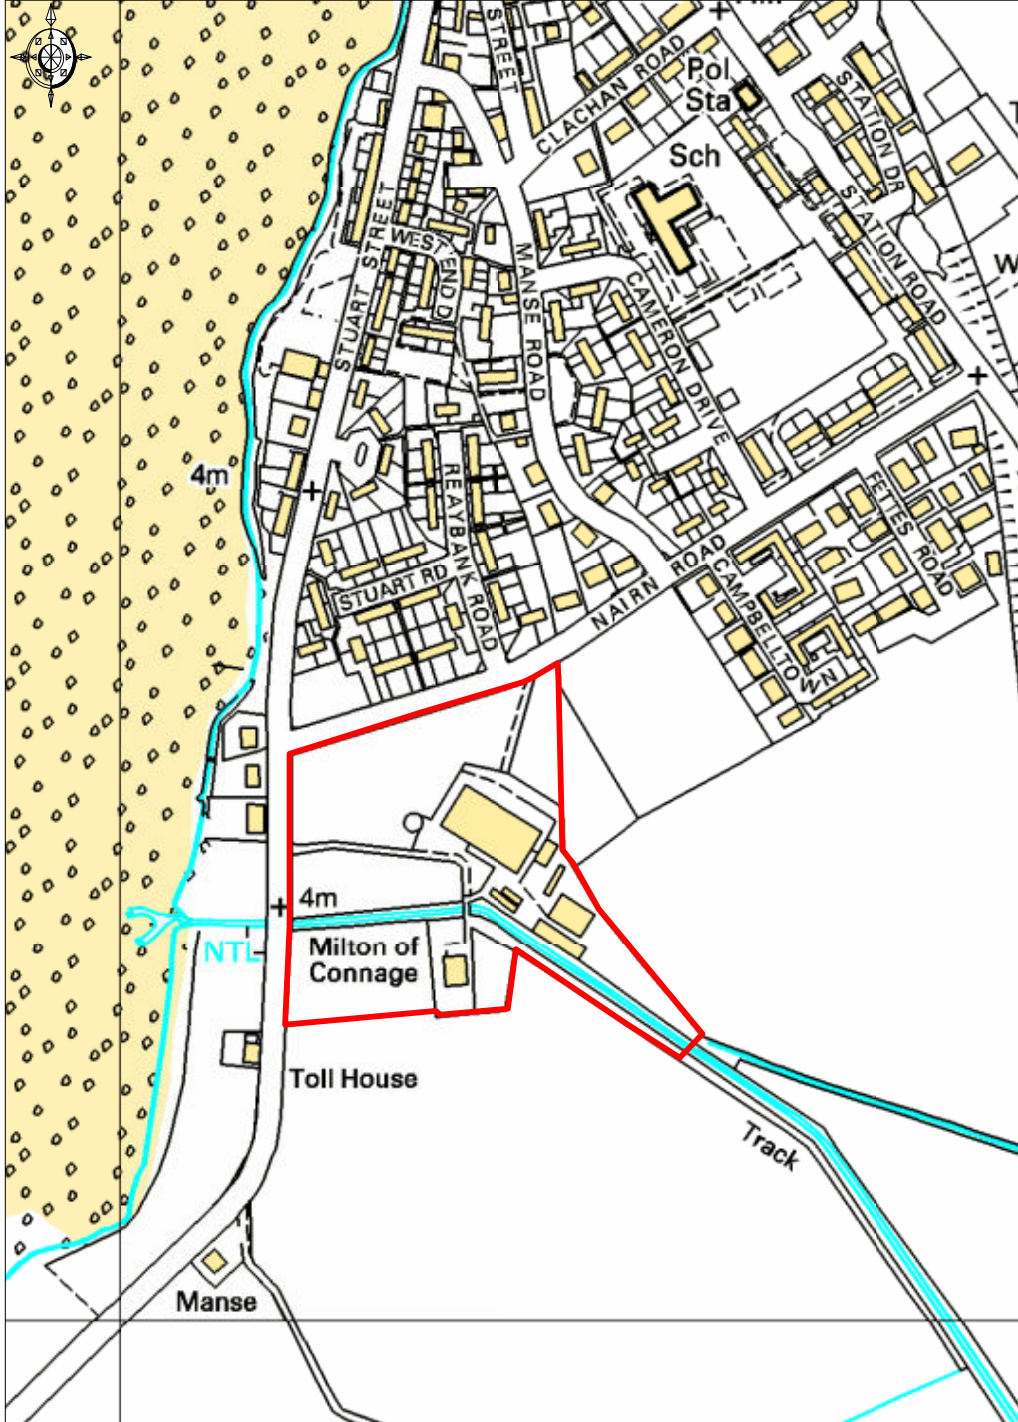 STREET
CLACHAN ROAD
Pol
Sta
STATION DR
Sch
STUART STREET
WEST END D
MANSE ROAD
CAMERON DRIVE
STATION ROAD
W
4m
REAYBANK ROAD
FETTES ROAD
STUART RD
NAIRN ROAD
CAMPBELLTOWN
4m
NTL
Milton of
Connage
Toll House
Track
Manse